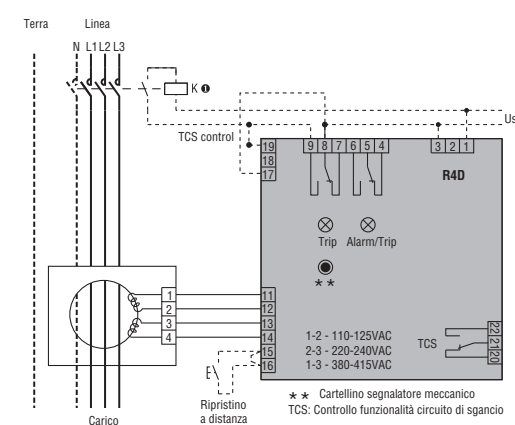 Terra Linea
N L1 L2 L3
K ❶
Us
TCS control
19
18
17
9 8 7 6 5 4
3 2 1
R4D
Trip Alarm/Trip
* *
1 11
2 12
3 13
4 14
15
16
1-2 - 110-125VAC
2-3 - 220-240VAC
1-3 - 380-415VAC
TCS
22
21
20
E
Ripristino
a distanza
Carico
* * Cartellino segnalatore meccanico
TCS: Controllo funzionalità circuito di sgancio